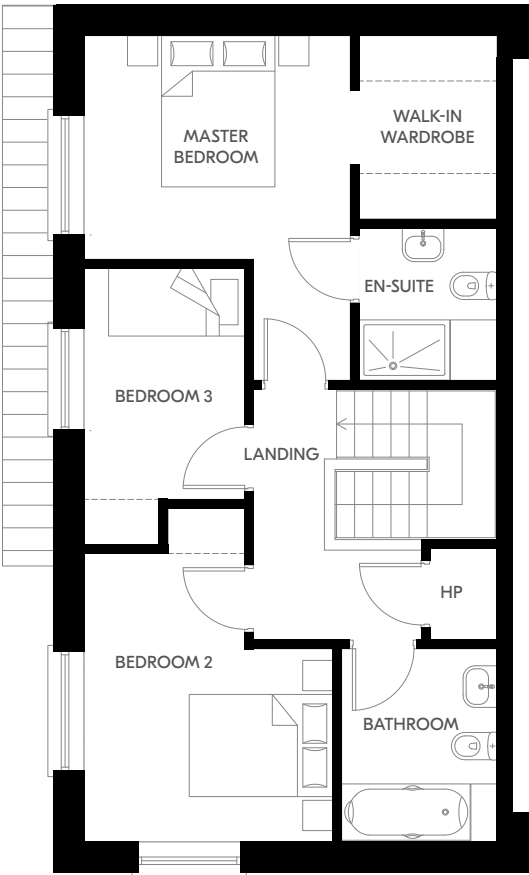 MASTER
BEDROOM
WALK-IN
WARDROBE
EN-SUITE
BEDROOM 3
LANDING
HP
BEDROOM 2
BATHROOM